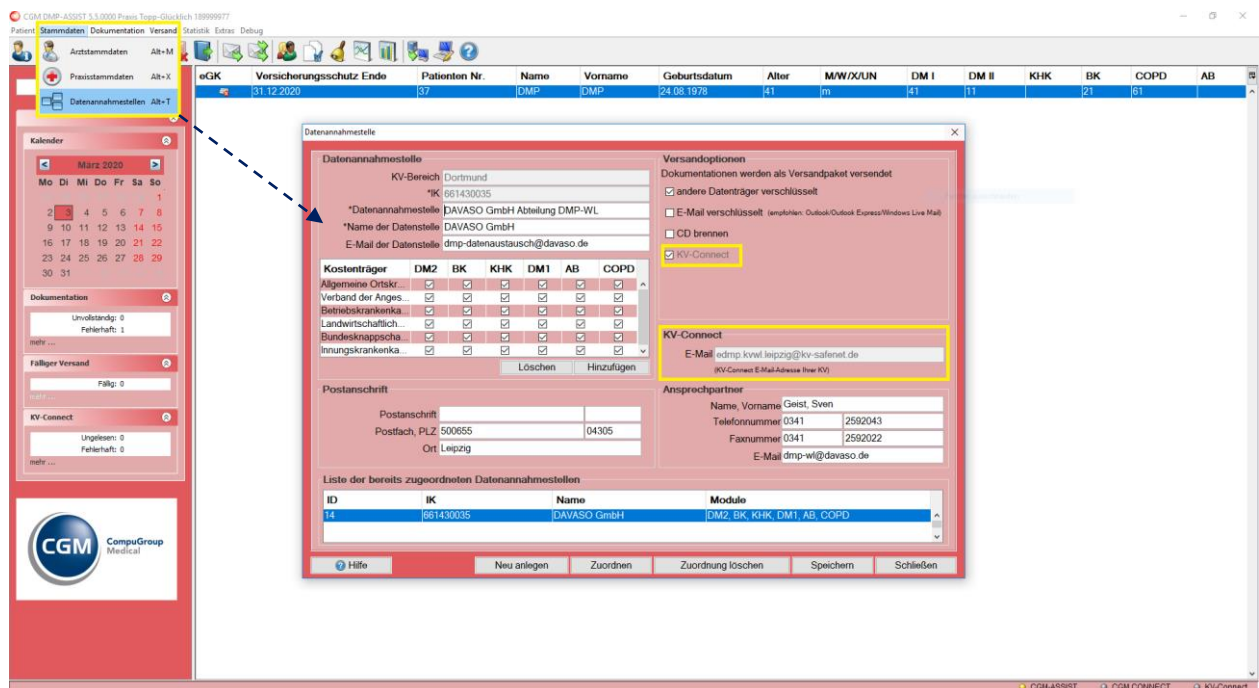 CGM DMP-ASSIST 5.5.0000 Praxis Topp-Glücklich 189999977
Patient Stammdaten Dokumentation Versand Statistik Extras Debug
Arztstammdaten Alt+M
Praxisstammdaten Alt+X
Datenannahmestellen Alt+T
eGK Versicherungsschutz Ende Patienten Nr. Name Vorname Geburtsdatum Alter M/W/X/UN DM I DM II KHK BK COPD AB
31.12.2020 37 DMP DMP 24.08.1978 41 m 41 11 21 61
Kalender
März 2020
Mo Di Mi Do Fr Sa So
1
2 3 4 5 6 7 8
9 10 11 12 13 14 15
16 17 18 19 20 21 22
23 24 25 26 27 28 29
30 31
Dokumentation
Unvollständig: 0
Fehlerhaft: 1
mehr ....
Fälliger Versand
Fällig: 0
mehr ....
KV-Connect
Ungelesen: 0
Fehlerhaft: 0
mehr ....
CGM CompuGroup
Medical
Datenannahmestelle
Datenannahmestelle
KV-Bereich Dortmund
*IK 661430035
*Datenannahmestelle DAVASO GmbH Abteilung DMP-WL
*Name der Datenstelle DAVASO GmbH
E-Mail der Datenstelle dmp-datenaustausch@davaso.de
Kostenträger DM2 BK KHK DM1 AB COPD
Allgemeine Ortskr...
Verband der Anges...
Betriebskrankenka...
Landwirtschaftlich...
Bundesknappscha...
Innungskrankenka...
Löschen Hinzufügen
Versandoptionen
Dokumentationen werden als Versandpaket versendet
andere Datenträger verschlüsselt
E-Mail verschlüsselt (empfohlen: Outlook/Outlook Express/Windows Live Mail)
CD brennen
KV-Connect
KV-Connect
E-Mail edmp.kvwl.leipzig@kv-safenet.de
(KV-Connect E-Mail-Adresse Ihrer KV)
Postanschrift
Postanschrift
Postfach, PLZ 500655 04305
Ort Leipzig
Ansprechpartner
Name, Vorname Geist, Sven
Telefonnummer 0341 2592043
Faxnummer 0341 2592022
E-Mail dmp-wl@davaso.de
Liste der bereits zugeordneten Datenannahmestellen
ID IK Name Module
14 661430035 DAVASO GmbH DM2, BK, KHK, DM1, AB, COPD
Hilfe Neu anlegen Zuordnen Zuordnung löschen Speichern Schließen
CGM-ASSIST CGM CONNECT KV-Connect